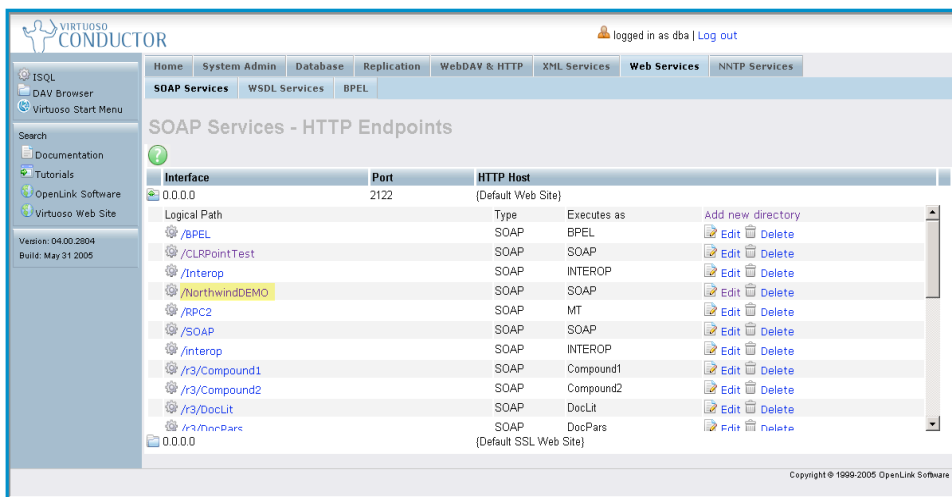 VIRTUOSO
CONDUCTOR
logged in as dba | Log out
ISQL
DAV Browser
Virtuoso Start Menu
Search
Documentation
Tutorials
OpenLink Software
Virtuoso Web Site
Version: 04.00.2804
Build: May 31 2005
Home System Admin Database Replication WebDAV & HTTP XML Services Web Services NNTP Services
SOAP Services WSDL Services BPEL
SOAP Services - HTTP Endpoints
?
Interface Port HTTP Host
0.0.0.0 2122 {Default Web Site}
Logical Path Type Executes as Add new directory
/BPEL SOAP BPEL Edit Delete
/CLRPointTest SOAP SOAP Edit Delete
/Interop SOAP INTEROP Edit Delete
/NorthwindDEMO SOAP SOAP Edit Delete
/RPC2 SOAP MT Edit Delete
/SOAP SOAP SOAP Edit Delete
/interop SOAP INTEROP Edit Delete
/r3/Compound1 SOAP Compound1 Edit Delete
/r3/Compound2 SOAP Compound2 Edit Delete
/r3/DocLit SOAP DocLit Edit Delete
/r3/DocPars SOAP DocPars Edit Delete
0.0.0.0 {Default SSL Web Site}
Copyright © 1999-2005 OpenLink Software